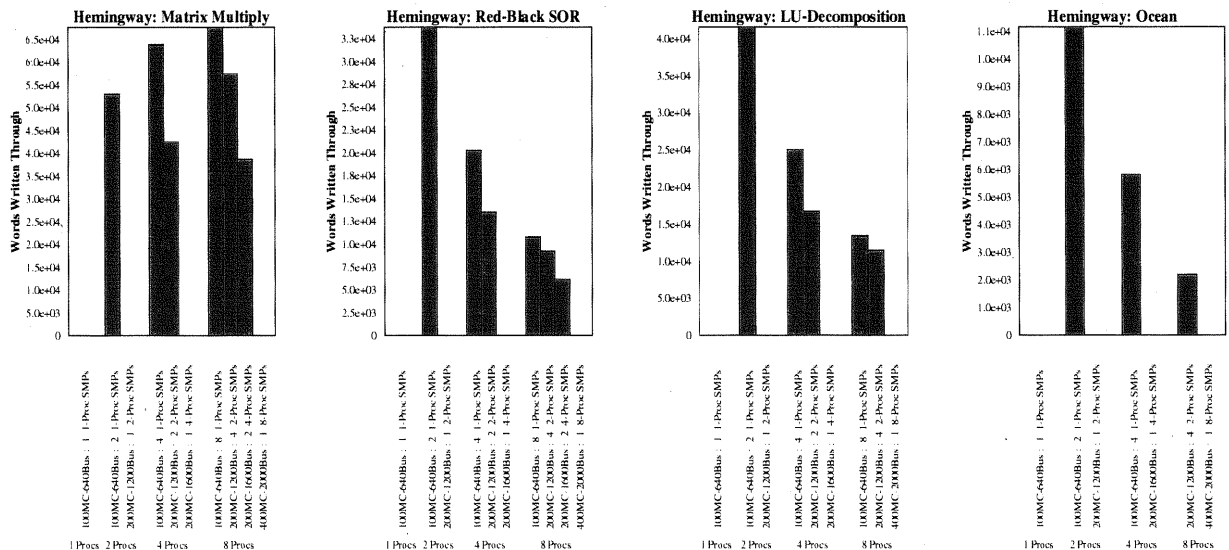 Hemingway: Matrix Multiply
Words Written Through
6.5e+04
6.0e+04
5.5e+04
5.0e+04
4.5e+04
4.0e+04
3.5e+04
3.0e+04
2.5e+04
2.0e+04
1.5e+04
1.0e+04
5.0e+03
0
100MC-640Bus : 1 1-Proc SMPs
100MC-640Bus : 2 1-Proc SMPs
200MC-1200Bus : 1 2-Proc SMPs
100MC-640Bus : 4 1-Proc SMPs
200MC-1200Bus : 2 2-Proc SMPs
200MC-1600Bus : 1 4-Proc SMPs
100MC-640Bus : 8 1-Proc SMPs
200MC-1200Bus : 4 2-Proc SMPs
200MC-1600Bus : 2 4-Proc SMPs
400MC-2000Bus : 1 8-Proc SMPs
1 Procs 2 Procs 4 Procs 8 Procs
Hemingway: Red-Black SOR
Words Written Through
3.3e+04
3.0e+04
2.8e+04
2.5e+04
2.3e+04
2.0e+04
1.8e+04
1.5e+04
1.3e+04
1.0e+04
7.5e+03
5.0e+03
2.5e+03
0
100MC-640Bus : 1 1-Proc SMPs
100MC-640Bus : 2 1-Proc SMPs
200MC-1200Bus : 1 2-Proc SMPs
100MC-640Bus : 4 1-Proc SMPs
200MC-1200Bus : 2 2-Proc SMPs
200MC-1600Bus : 1 4-Proc SMPs
100MC-640Bus : 8 1-Proc SMPs
200MC-1200Bus : 4 2-Proc SMPs
200MC-1600Bus : 2 4-Proc SMPs
400MC-2000Bus : 1 8-Proc SMPs
1 Procs 2 Procs 4 Procs 8 Procs
Hemingway: LU-Decomposition
Words Written Through
4.0e+04
3.5e+04
3.0e+04
2.5e+04
2.0e+04
1.5e+04
1.0e+04
5.0e+03
0
100MC-640Bus : 1 1-Proc SMPs
100MC-640Bus : 2 1-Proc SMPs
200MC-1200Bus : 1 2-Proc SMPs
100MC-640Bus : 4 1-Proc SMPs
200MC-1200Bus : 2 2-Proc SMPs
200MC-1600Bus : 1 4-Proc SMPs
100MC-640Bus : 8 1-Proc SMPs
200MC-1200Bus : 4 2-Proc SMPs
400MC-2000Bus : 1 8-Proc SMPs
1 Procs 2 Procs 4 Procs 8 Procs
Hemingway: Ocean
Words Written Through
1.1e+04
1.0e+04
9.0e+03
8.0e+03
7.0e+03
6.0e+03
5.0e+03
4.0e+03
3.0e+03
2.0e+03
1.0e+03
0
100MC-640Bus : 1 1-Proc SMPs
100MC-640Bus : 2 1-Proc SMPs
200MC-1200Bus : 1 2-Proc SMPs
100MC-640Bus : 4 1-Proc SMPs
200MC-1600Bus : 1 4-Proc SMPs
200MC-1200Bus : 4 2-Proc SMPs
400MC-2000Bus : 1 8-Proc SMPs
1 Procs 2 Procs 4 Procs 8 Procs